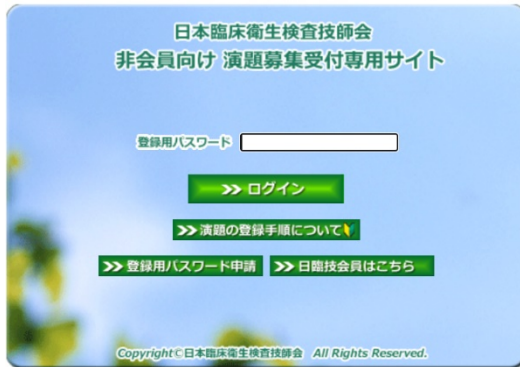 日本臨床衛生検査技師会
非会員向け 演題募集受付専用サイト
登録用パスワード
>> ログイン
>> 演題の登録手順について
>> 登録用パスワード申請 >> 日臨技会員はこちら
Copyright©日本臨床衛生検査技師会 All Rights Reserved.